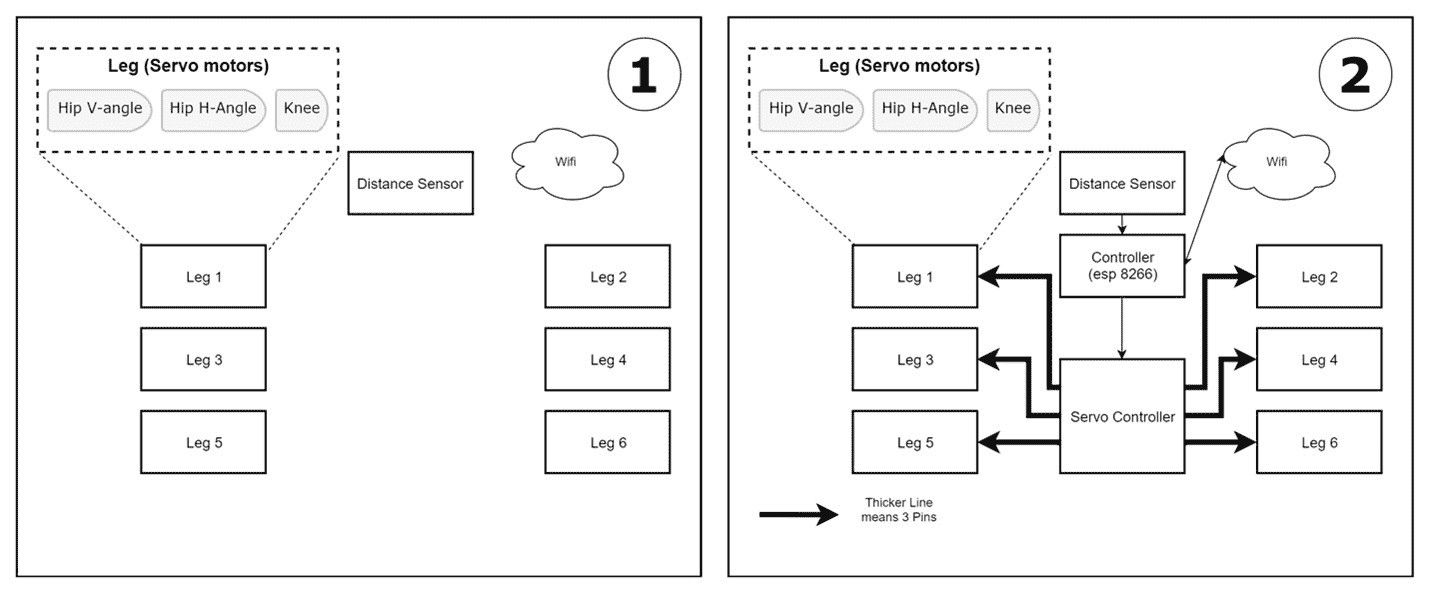 1
Leg (Servo motors)
Hip V-angle
Hip H-Angle
Knee
Wifi
Distance Sensor
Leg 1
Leg 2
Leg 3
Leg 4
Leg 5
Leg 6
2
Leg (Servo motors)
Hip V-angle
Hip H-Angle
Knee
Wifi
Distance Sensor
Controller
(esp 8266)
Leg 1
Leg 2
Leg 3
Leg 4
Servo Controller
Leg 5
Leg 6
Thicker Line
means 3 Pins